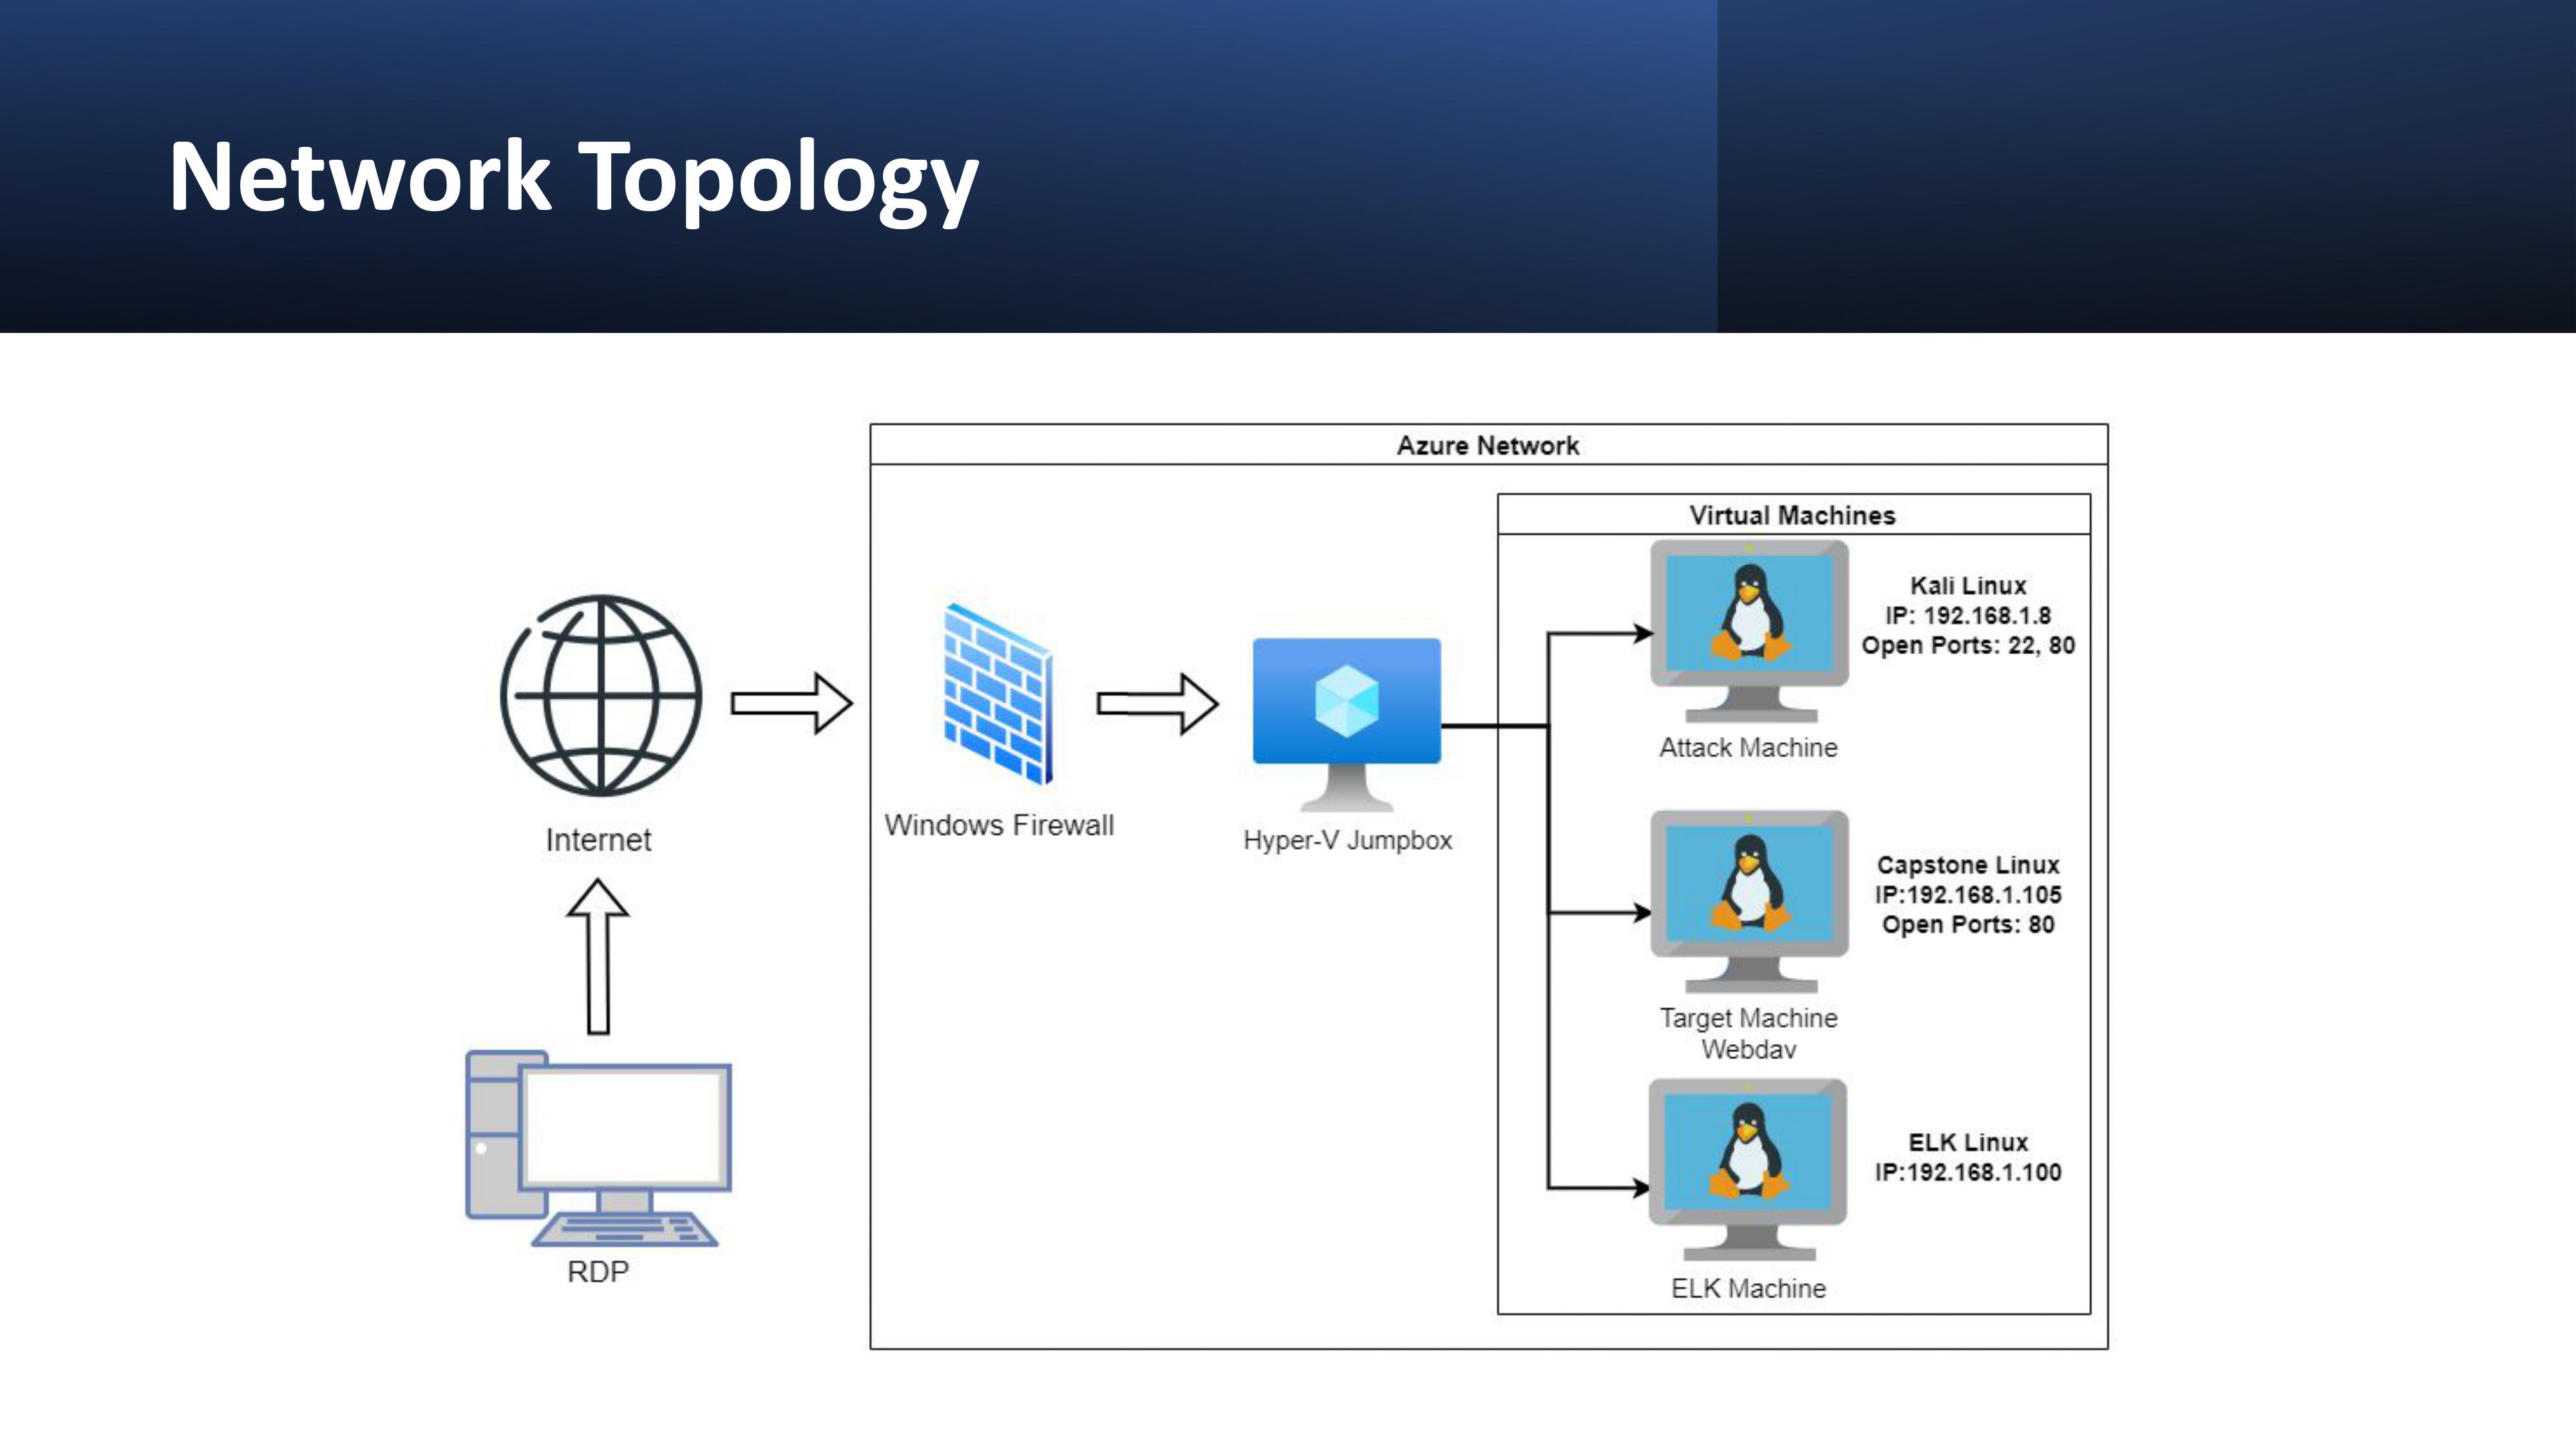 Network Topology
Azure Network
Virtual Machines
Kali Linux
IP: 192.168.1.8
Open Ports: 22, 80
Attack Machine
Internet
Windows Firewall
Hyper-V Jumpbox
Capstone Linux
IP:192.168.1.105
Open Ports: 80
Target Machine
Webdav
RDP
ELK Linux
IP:192.168.1.100
ELK Machine